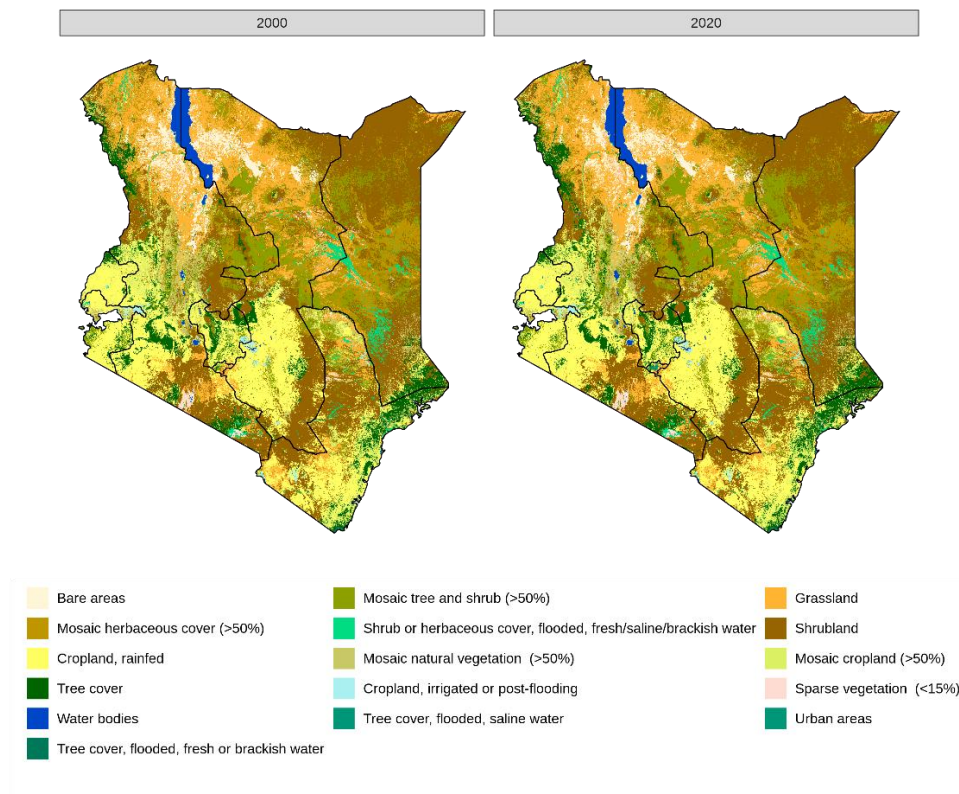 2000
2020
Bare areas
Mosaic tree and shrub (>50%)
Grassland
Mosaic herbaceous cover (>50%)
Shrub or herbaceous cover, flooded, fresh/saline/brackish water
Shrubland
Cropland, rainfed
Mosaic natural vegetation (>50%)
Mosaic cropland (>50%)
Tree cover
Cropland, irrigated or post-flooding
Sparse vegetation (<15%)
Water bodies
Tree cover, flooded, saline water
Urban areas
Tree cover, flooded, fresh or brackish water